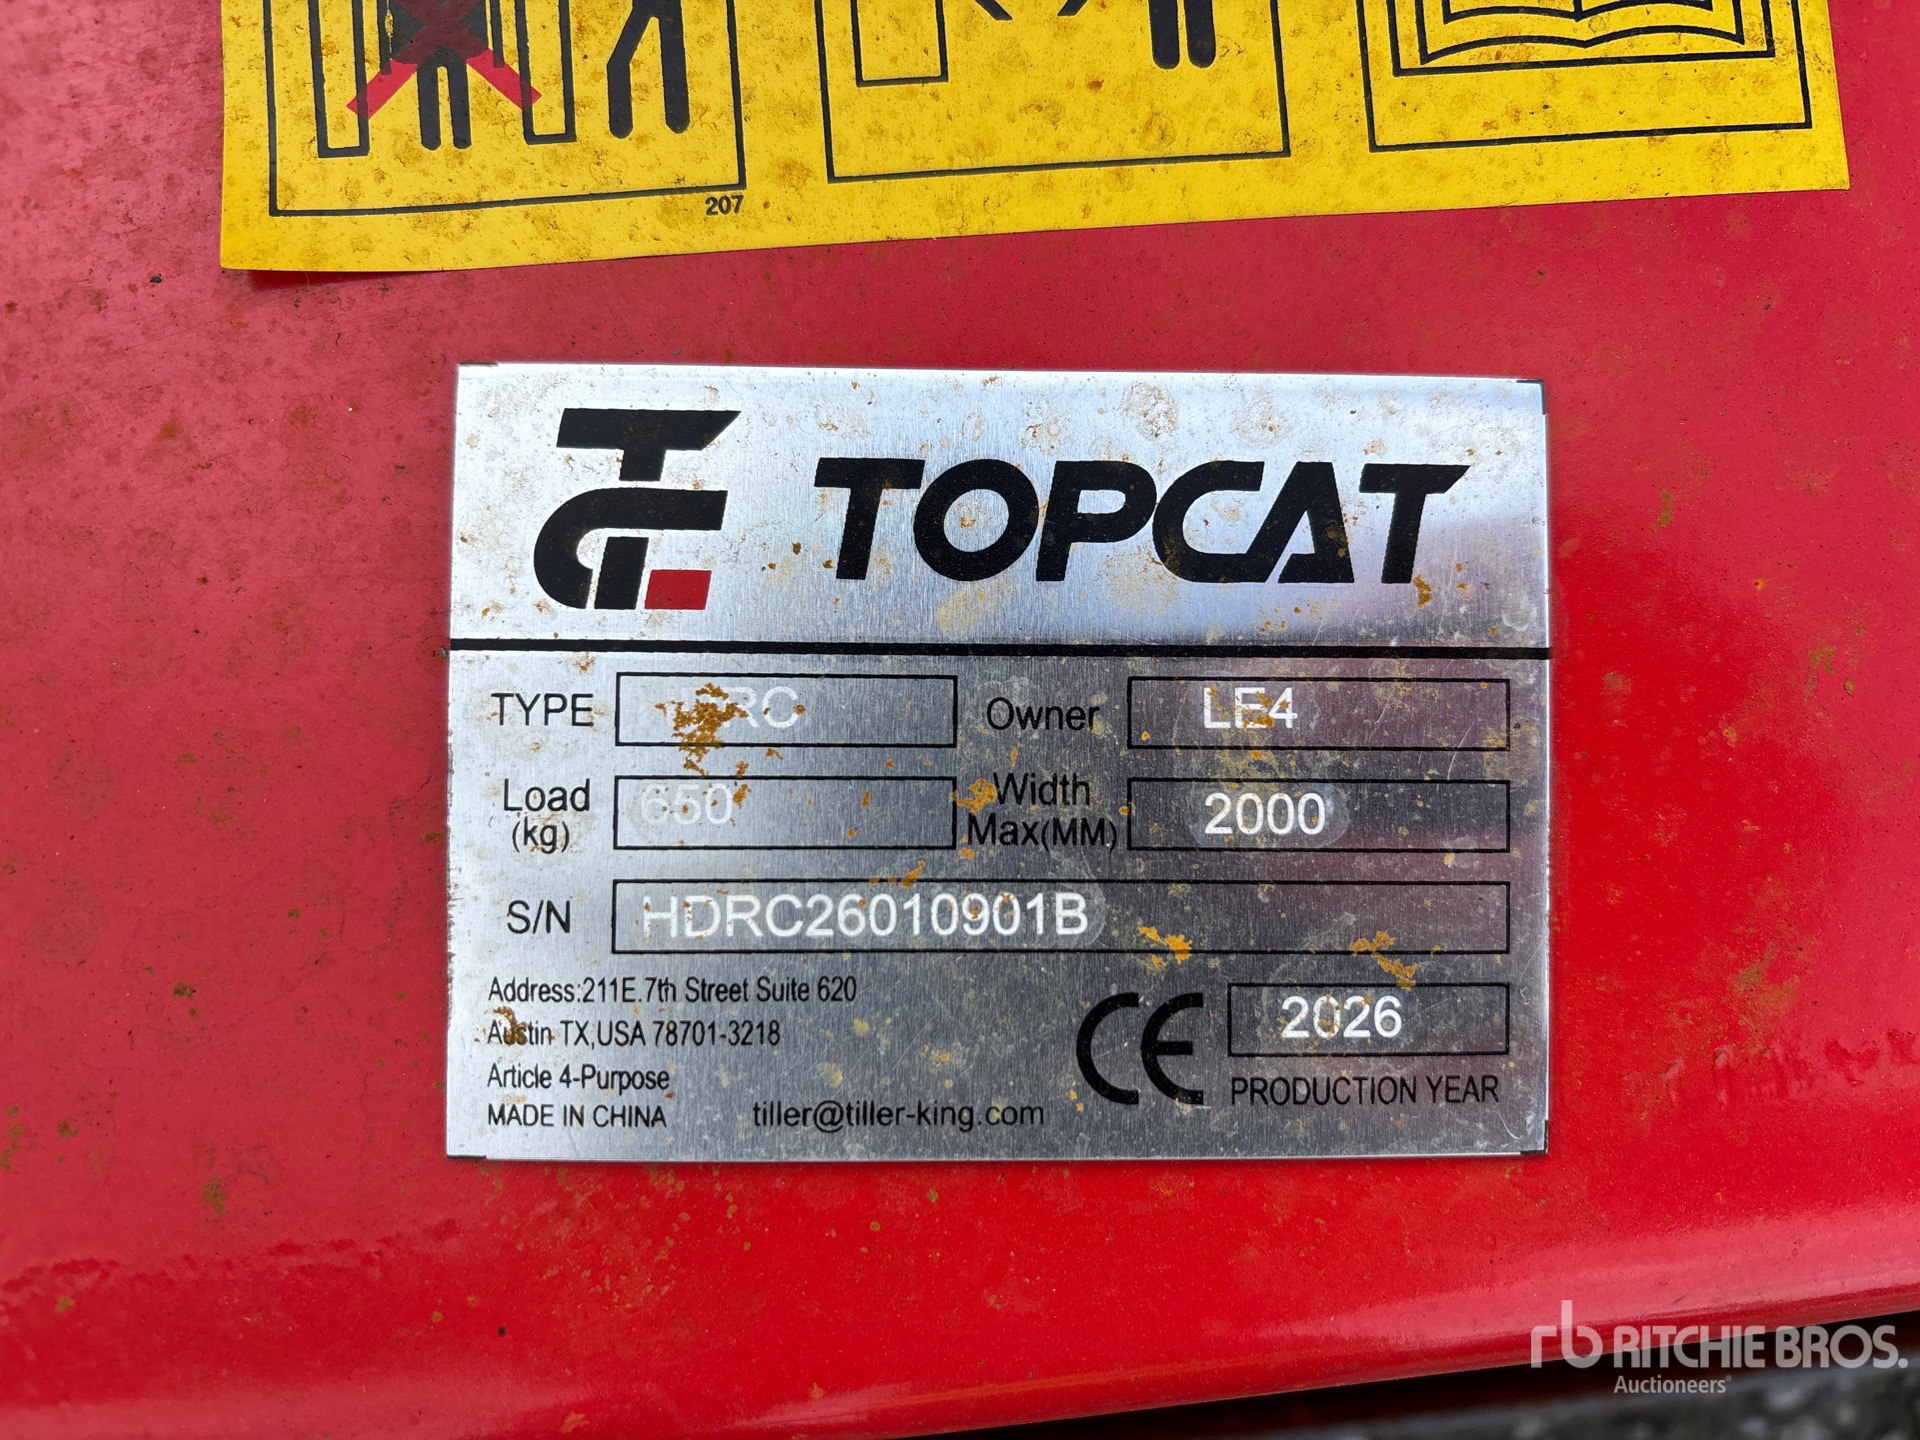 207
TOPCAT
TYPE Owner LE4
Load (kg) 650 Width Max(MM) 2000
S/N HDRC26010901B
Address:211E.7th Street Suite 620
Austin TX,USA 78701-3218
Article 4-Purpose
MADE IN CHINA tiller@tiller-king.com
CE
2026
PRODUCTION YEAR
rb RITCHIE BROS.
Auctioneers